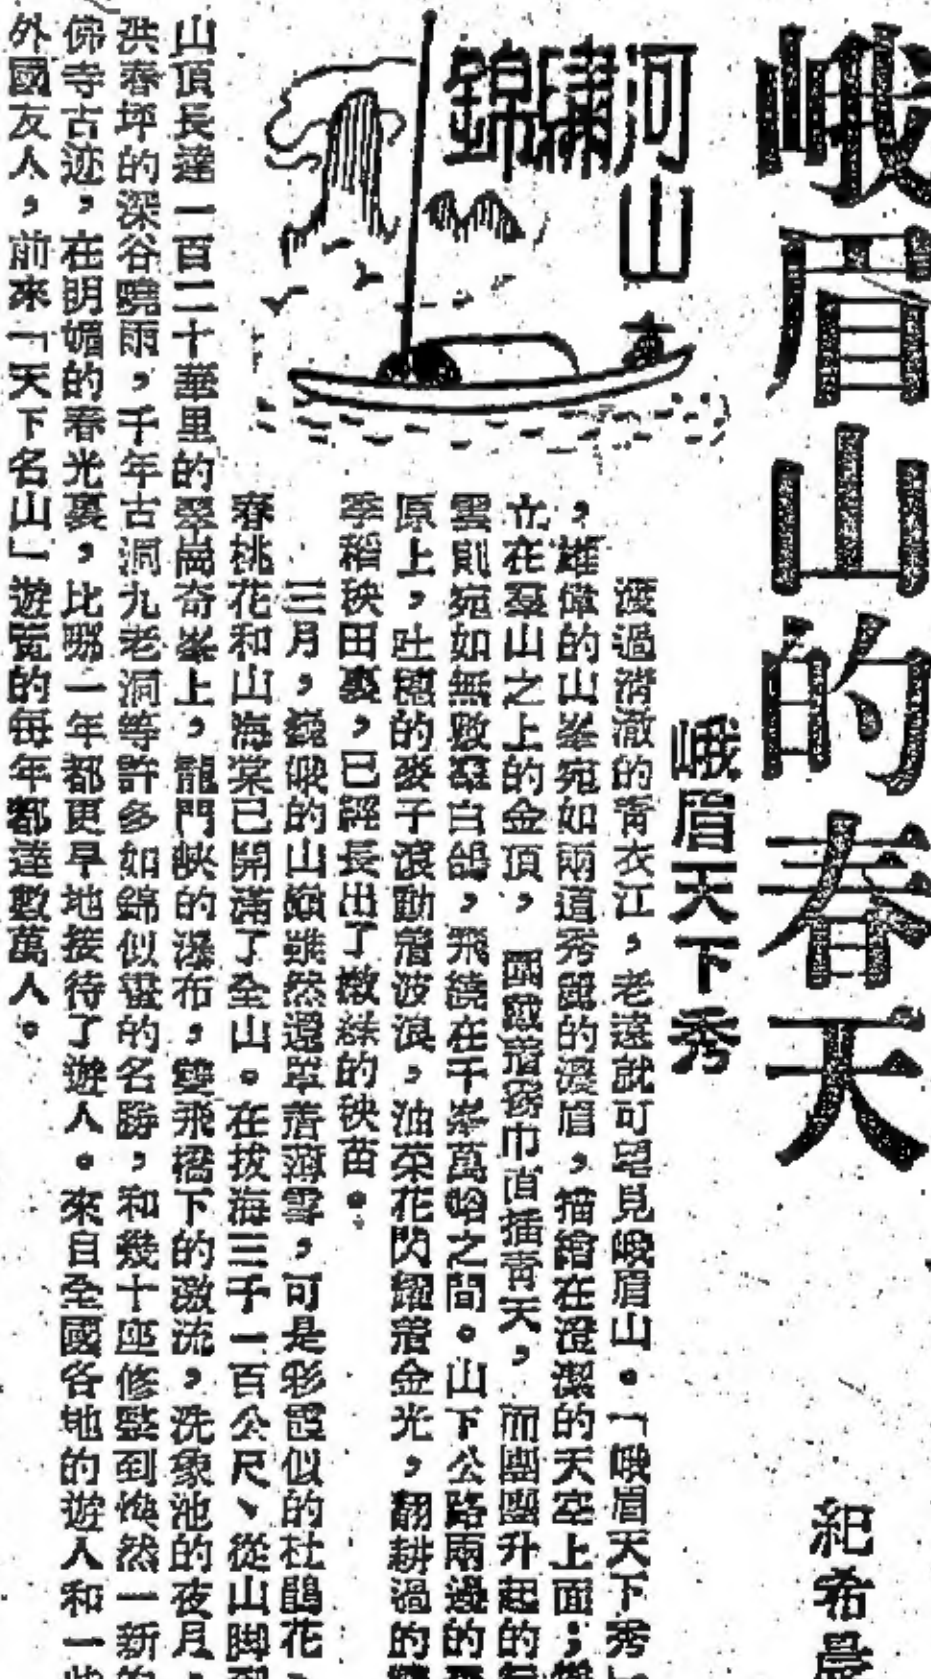 峨眉山的春天
紀希晨
錦繡河山
峨眉天下秀
渡過清澈的青衣江，老遠就可望見峨眉山。「峨眉天下秀」
，雄偉的山峯宛如兩道秀麗的濃眉，描繪在澄潔的天空上面；
立在羣山之上的金頂，圍戴着霧巾直插靑天，而團團升起的
雲則宛如無數羣白鴿，飛繞在千峯萬壑之間。山下公路兩邊的
原上，吐穗的麥子滾動着波浪，油菜花閃耀着金光，翻耕過的
季稻秧田裏，已經長出了嫩綠的秧苗。
三月，巍峨的山巔雖然還罩着薄雪，可是彩霞似的杜鵑花、
春桃花和山海棠已開滿了全山。在拔海三千一百公尺、從山脚到
山頂長達一百二十華里的翠崗奇峯上，龍門峽的瀑布，雙飛橋下的激流，洗象池的夜月，
洪春坪的深谷曉雨，千年古洞九老洞等許多如錦似畫的名勝，和幾十座修整到煥然一新的
佛寺古迹，在明媚的春光裏，比哪一年都更早地接待了遊人。來自全國各地的遊人和一些
外國友人，前來「天下名山」遊覽的每年都達數萬人。